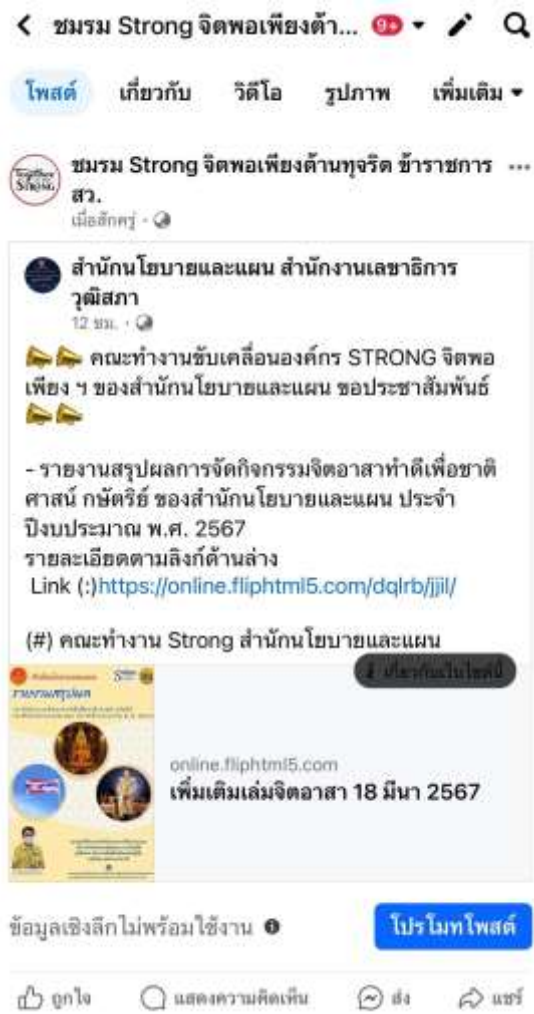 ชมรม Strong จิตพอเพียงต้า... 9+
โพสต์ เกี่ยวกับ วิดีโอ รูปภาพ เพิ่มเติม
ชมรม Strong จิตพอเพียงต้านทุจริต ข้าราชการ
สว.
เมื่อสักครู่ ·
สำนักนโยบายและแผน สำนักงานเลขาธิการ
วุฒิสภา
12 ชม. ·
คณะทำงานขับเคลื่อนองค์กร STRONG จิตพอ
เพียง ฯ ของสำนักนโยบายและแผน ขอประชาสัมพันธ์
- รายงานสรุปผลการจัดกิจกรรมจิตอาสาทำดีเพื่อชาติ
ศาสน์ กษัตริย์ ของสำนักนโยบายและแผน ประจำ
ปีงบประมาณ พ.ศ. 2567
รายละเอียดตามลิงก์ด้านล่าง
Link (:)https://online.fliphtml5.com/dqlrb/jjil/
(#) คณะทำงาน Strong สำนักนโยบายและแผน
เกี่ยวกับเว็บไซต์นี้
รายงานสรุปผล
online.fliphtml5.com
เพิ่มเติมเล่มจิตอาสา 18 มีนา 2567
ข้อมูลเชิงลึกไม่พร้อมใช้งาน
โปรโมทโพสต์
ถูกใจ แสดงความคิดเห็น ส่ง แชร์